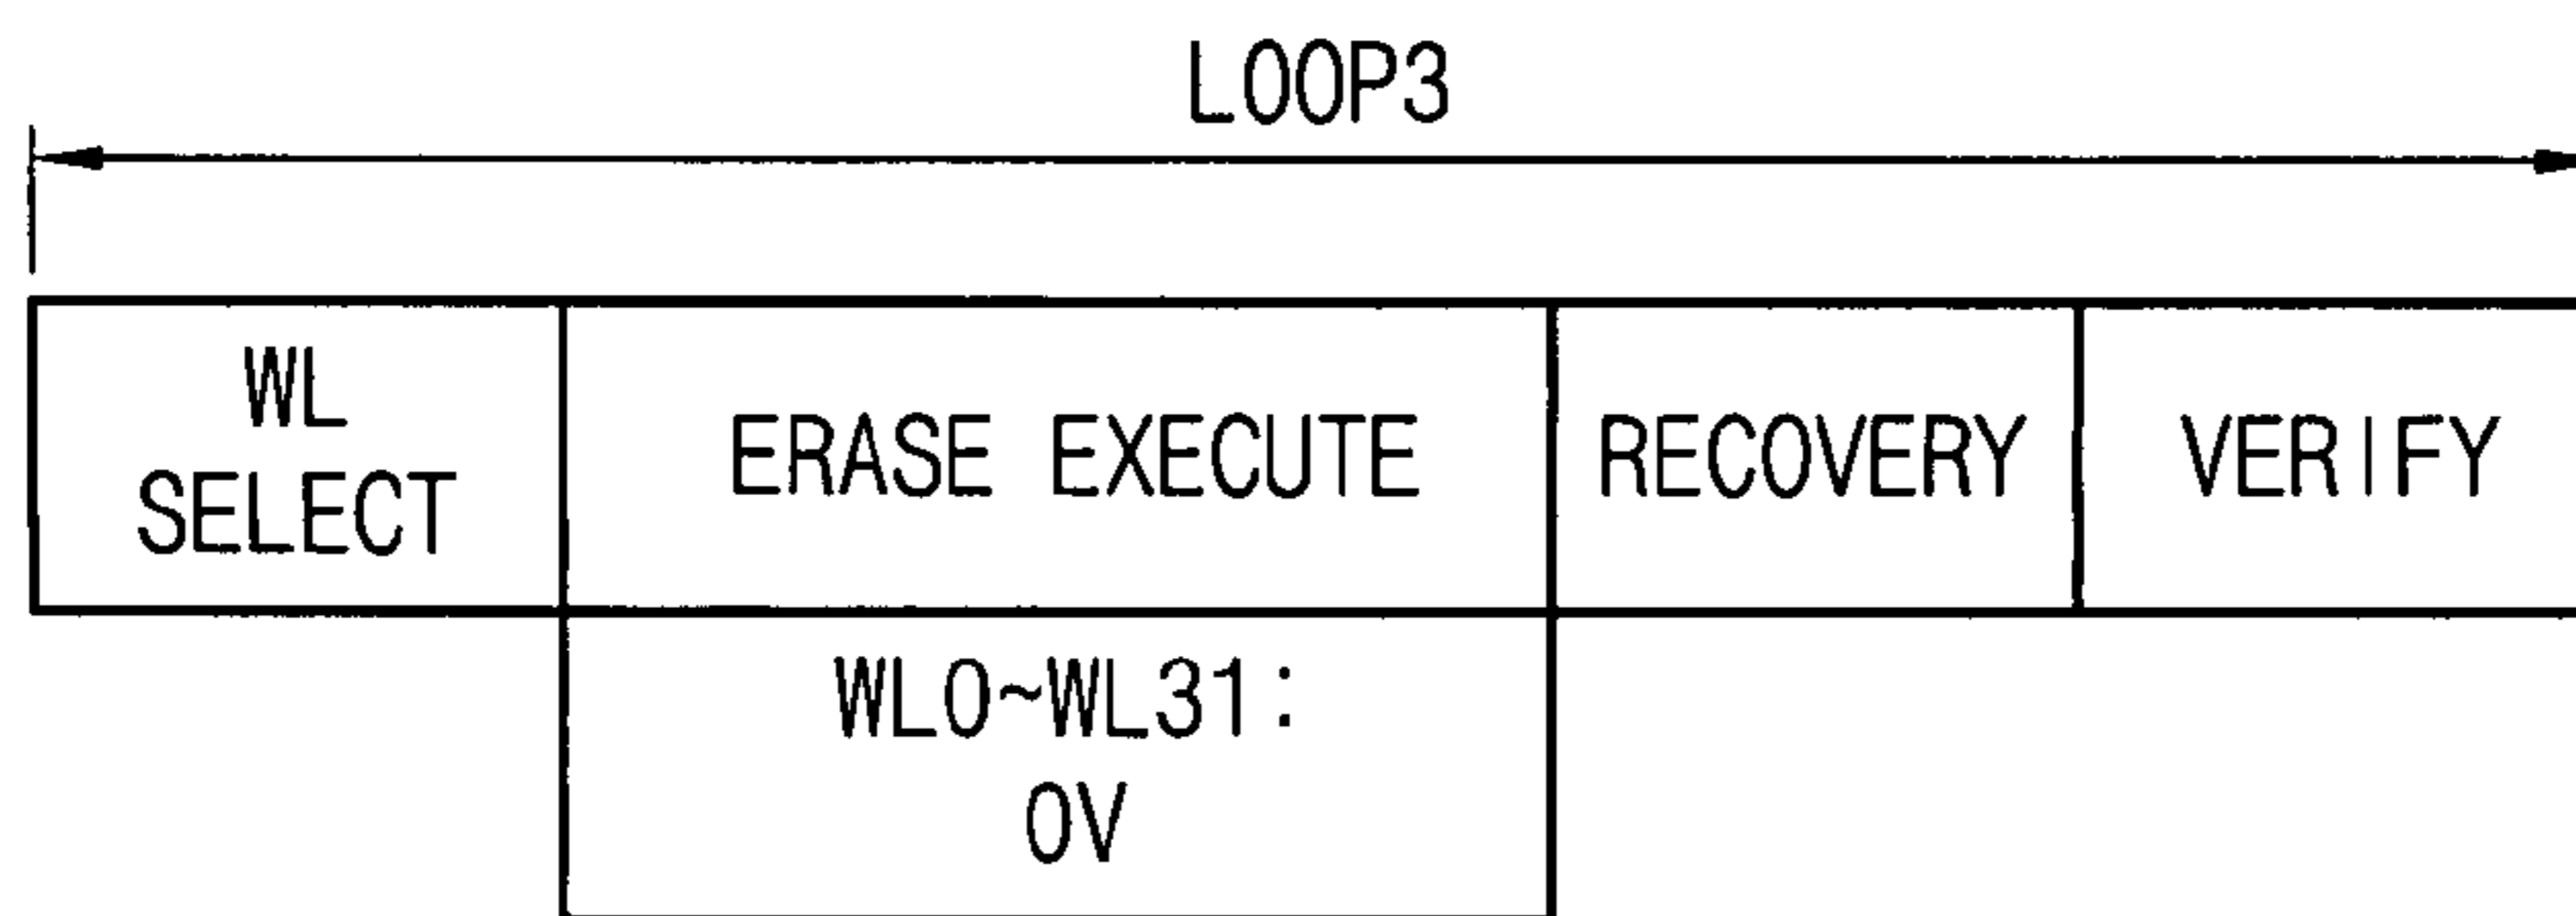 LOOP3
WL
SELECT
ERASE EXECUTE
RECOVERY
VERIFY
WL0~WL31:
0V